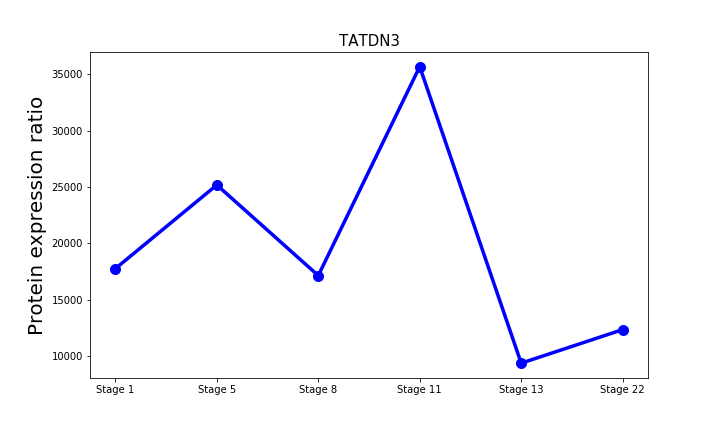 TATDN3
Protein expression ratio
35000
30000
25000
20000
15000
10000
Stage 1 Stage 5 Stage 8 Stage 11 Stage 13 Stage 22